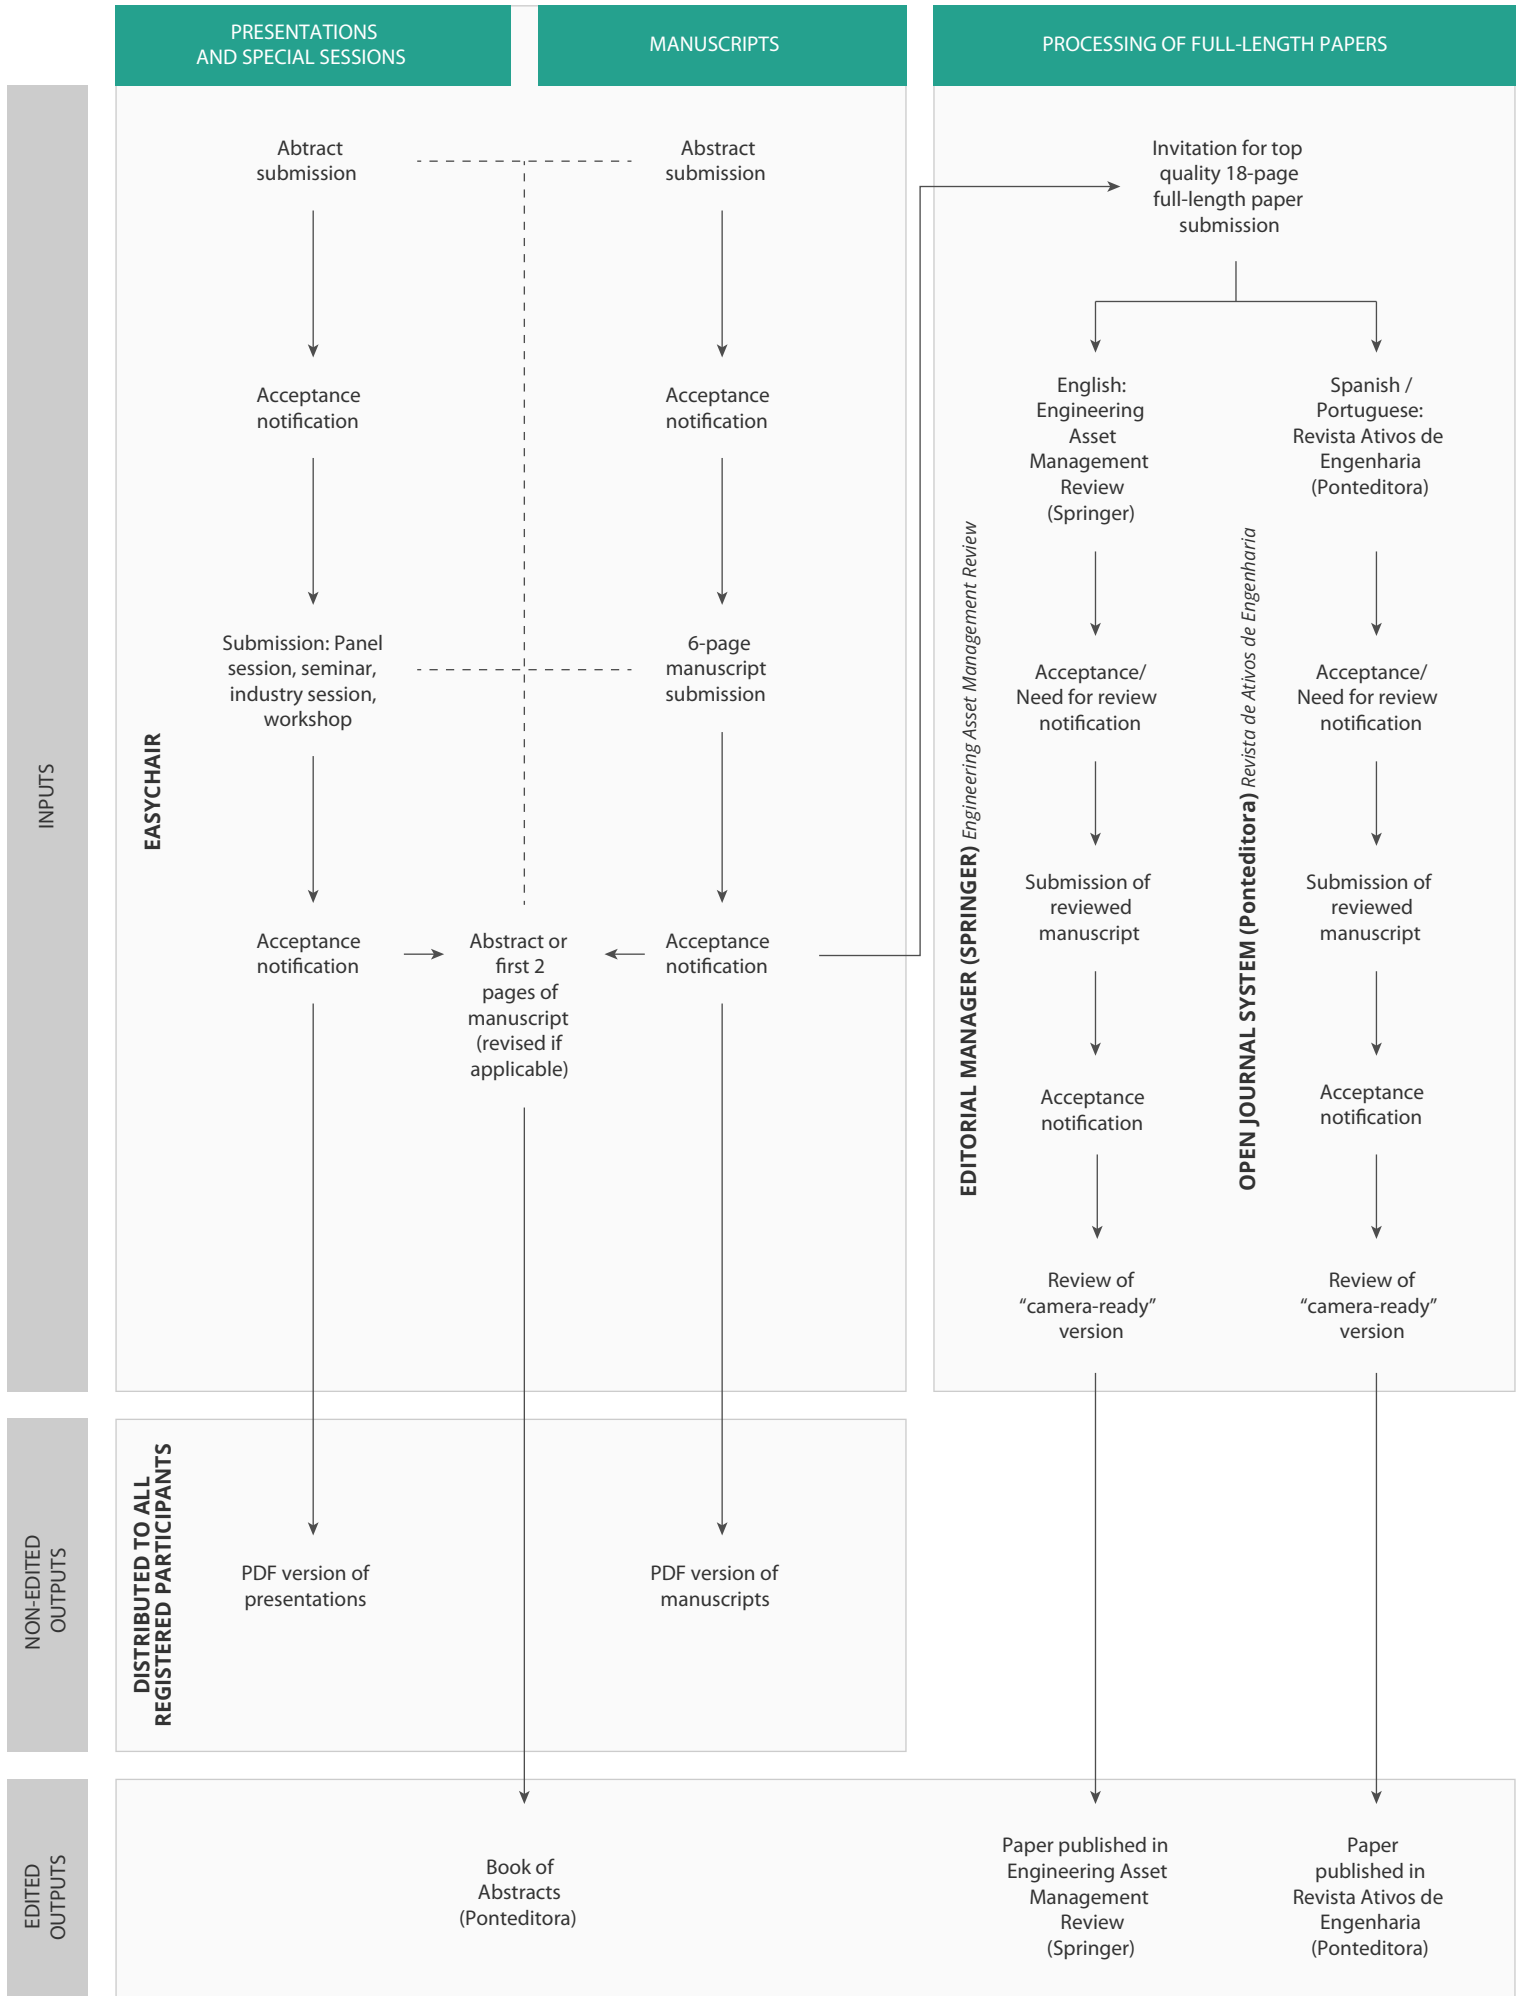 PRESENTATIONS
AND SPECIAL SESSIONS
MANUSCRIPTS
PROCESSING OF FULL-LENGTH PAPERS
INPUTS
EASYCHAIR
Abtract
submission
Acceptance
notification
Submission: Panel
session, seminar,
industry session,
workshop
Acceptance
notification
Abstract or
first 2
pages of
manuscript
(revised if
applicable)
Abstract
submission
Acceptance
notification
6-page
manuscript
submission
Acceptance
notification
Invitation for top
quality 18-page
full-length paper
submission
EDITORIAL MANAGER (SPRINGER) Engineering Asset Management Review
English:
Engineering
Asset
Management
Review
(Springer)
Acceptance/
Need for review
notification
Submission of
reviewed
manuscript
Acceptance
notification
Review of
“camera-ready”
version
OPEN JOURNAL SYSTEM (Ponteditora) Revista de Ativos de Engenharia
Spanish /
Portuguese:
Revista Ativos de
Engenharia
(Ponteditora)
Acceptance/
Need for review
notification
Submission of
reviewed
manuscript
Acceptance
notification
Review of
“camera-ready”
version
NON-EDITED
OUTPUTS
DISTRIBUTED TO ALL
REGISTERED PARTICIPANTS
PDF version of
presentations
PDF version of
manuscripts
EDITED
OUTPUTS
Book of
Abstracts
(Ponteditora)
Paper published in
Engineering Asset
Management
Review
(Springer)
Paper
published in
Revista Ativos de
Engenharia
(Ponteditora)